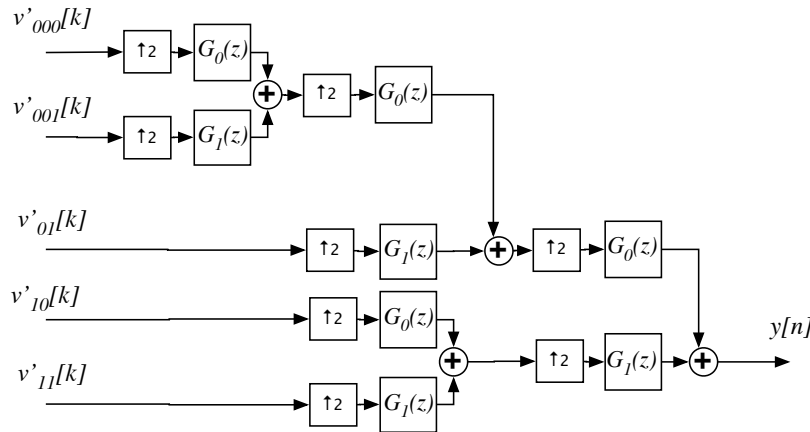 v'000[k]
↑2 G0(z)
↑2 G0(z)
v'001[k]
↑2 G1(z)
v'01[k]
↑2 G1(z)
↑2 G0(z)
v'10[k]
↑2 G0(z)
y[n]
↑2 G1(z)
v'11[k]
↑2 G1(z)